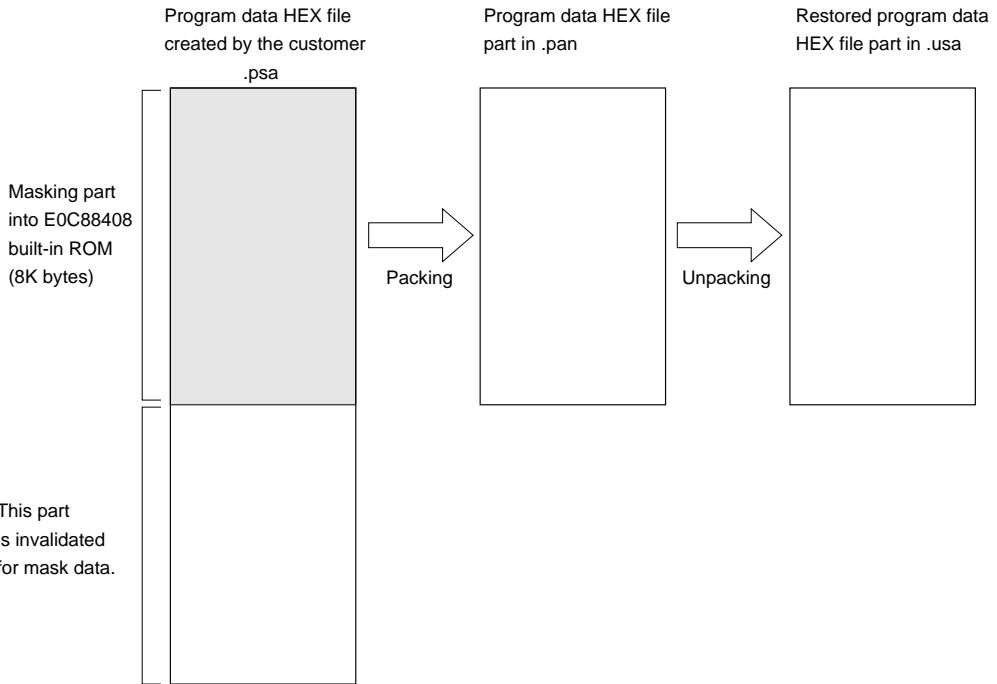 Program data HEX file
created by the customer
.psa
Program data HEX file
part in .pan
Restored program data
HEX file part in .usa
Masking part
into E0C88408
built-in ROM
(8K bytes)
Packing
Unpacking
This part
s invalidated
for mask data.